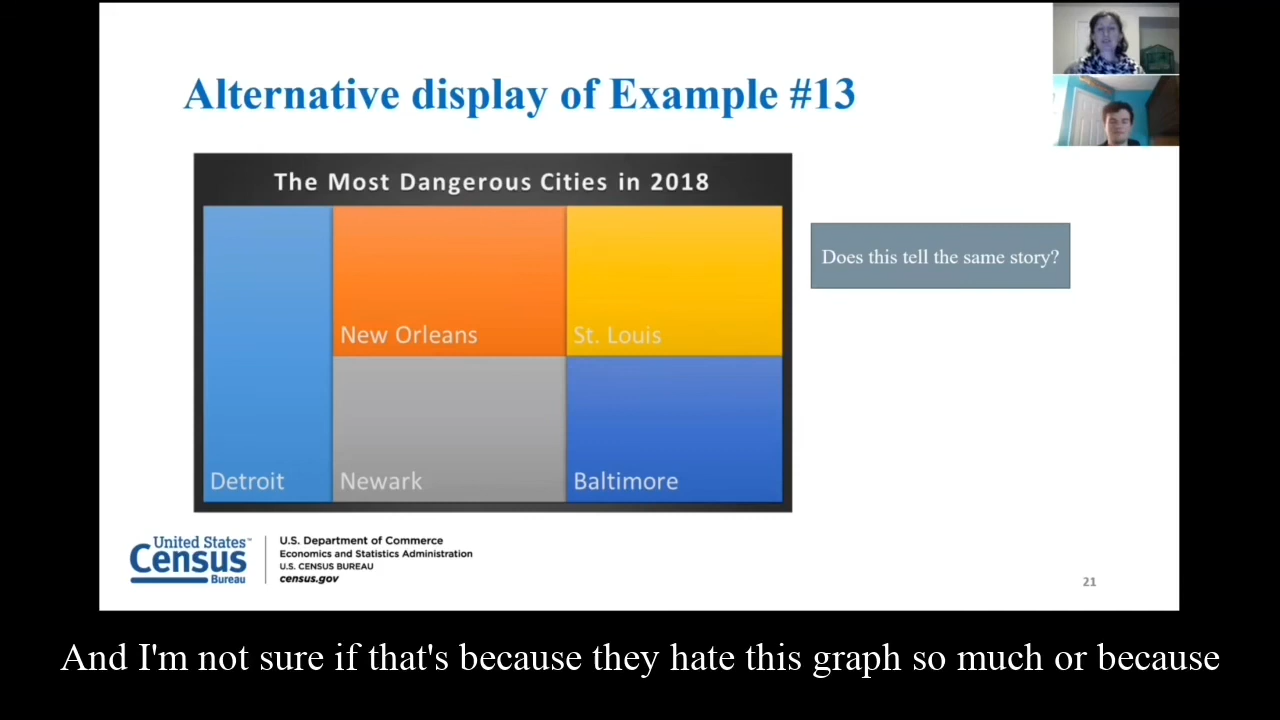 Alternative display of Example #13
The Most Dangerous Cities in 2018
Does this tell the same story?
New Orleans
St. Louis
Detroit
Newark
Baltimore
United States™
Census
Bureau
U.S. Department of Commerce
Economics and Statistics Administration
U.S. CENSUS BUREAU
census.gov
21
And I'm not sure if that's because they hate this graph so much or because